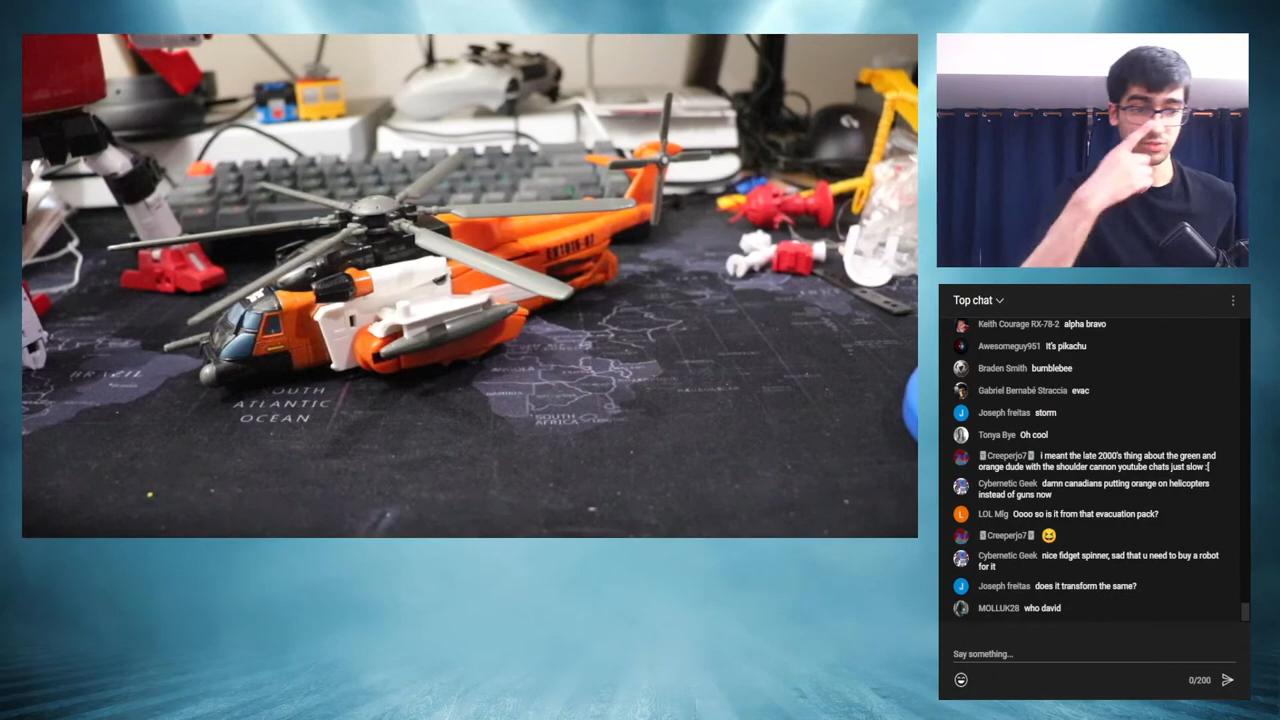 BRAZIL
SOUTH
ATLANTIC
OCEAN
SOUTH
AFRICA
Top chat
Keith Courage RX-78-2 alpha bravo
Awesomeguy951 It's pikachu
Braden Smith bumblebee
Gabriel Bernabé Straccia evac
J Joseph freitas storm
Tonya Bye Oh cool
Creeperjo7 i meant the late 2000's thing about the green and
orange dude with the shoulder cannon youtube chats just slow :[
Cybernetic Geek damn canadians putting orange on helicopters
instead of guns now
L LOL Mlg Oooo so is it from that evacuation pack?
Creeperjo7 😆
Cybernetic Geek nice fidget spinner, sad that u need to buy a robot
for it
J Joseph freitas does it transform the same?
MOLLUK28 who david
Say something...
0/200